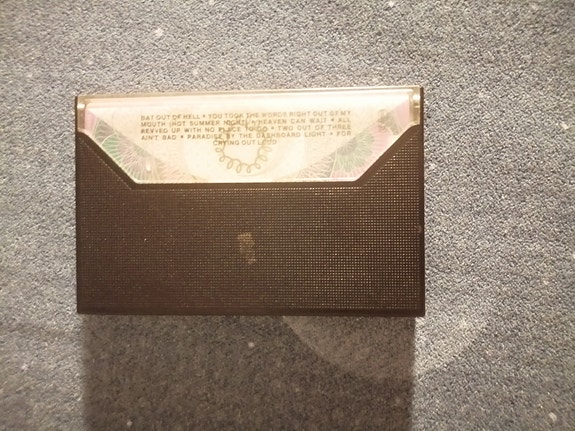 BAT OUT OF HELL • YOU TOOK THE WORDS RIGHT OUT OF MY
MOUTH (HOT SUMMER NIGHT) • HEAVEN CAN WAIT • ALL
REVVED UP WITH NO PLACE TO GO • TWO OUT OF THREE
AIN'T BAD • PARADISE BY THE DASHBOARD LIGHT • FOR
CRYING OUT LOUD